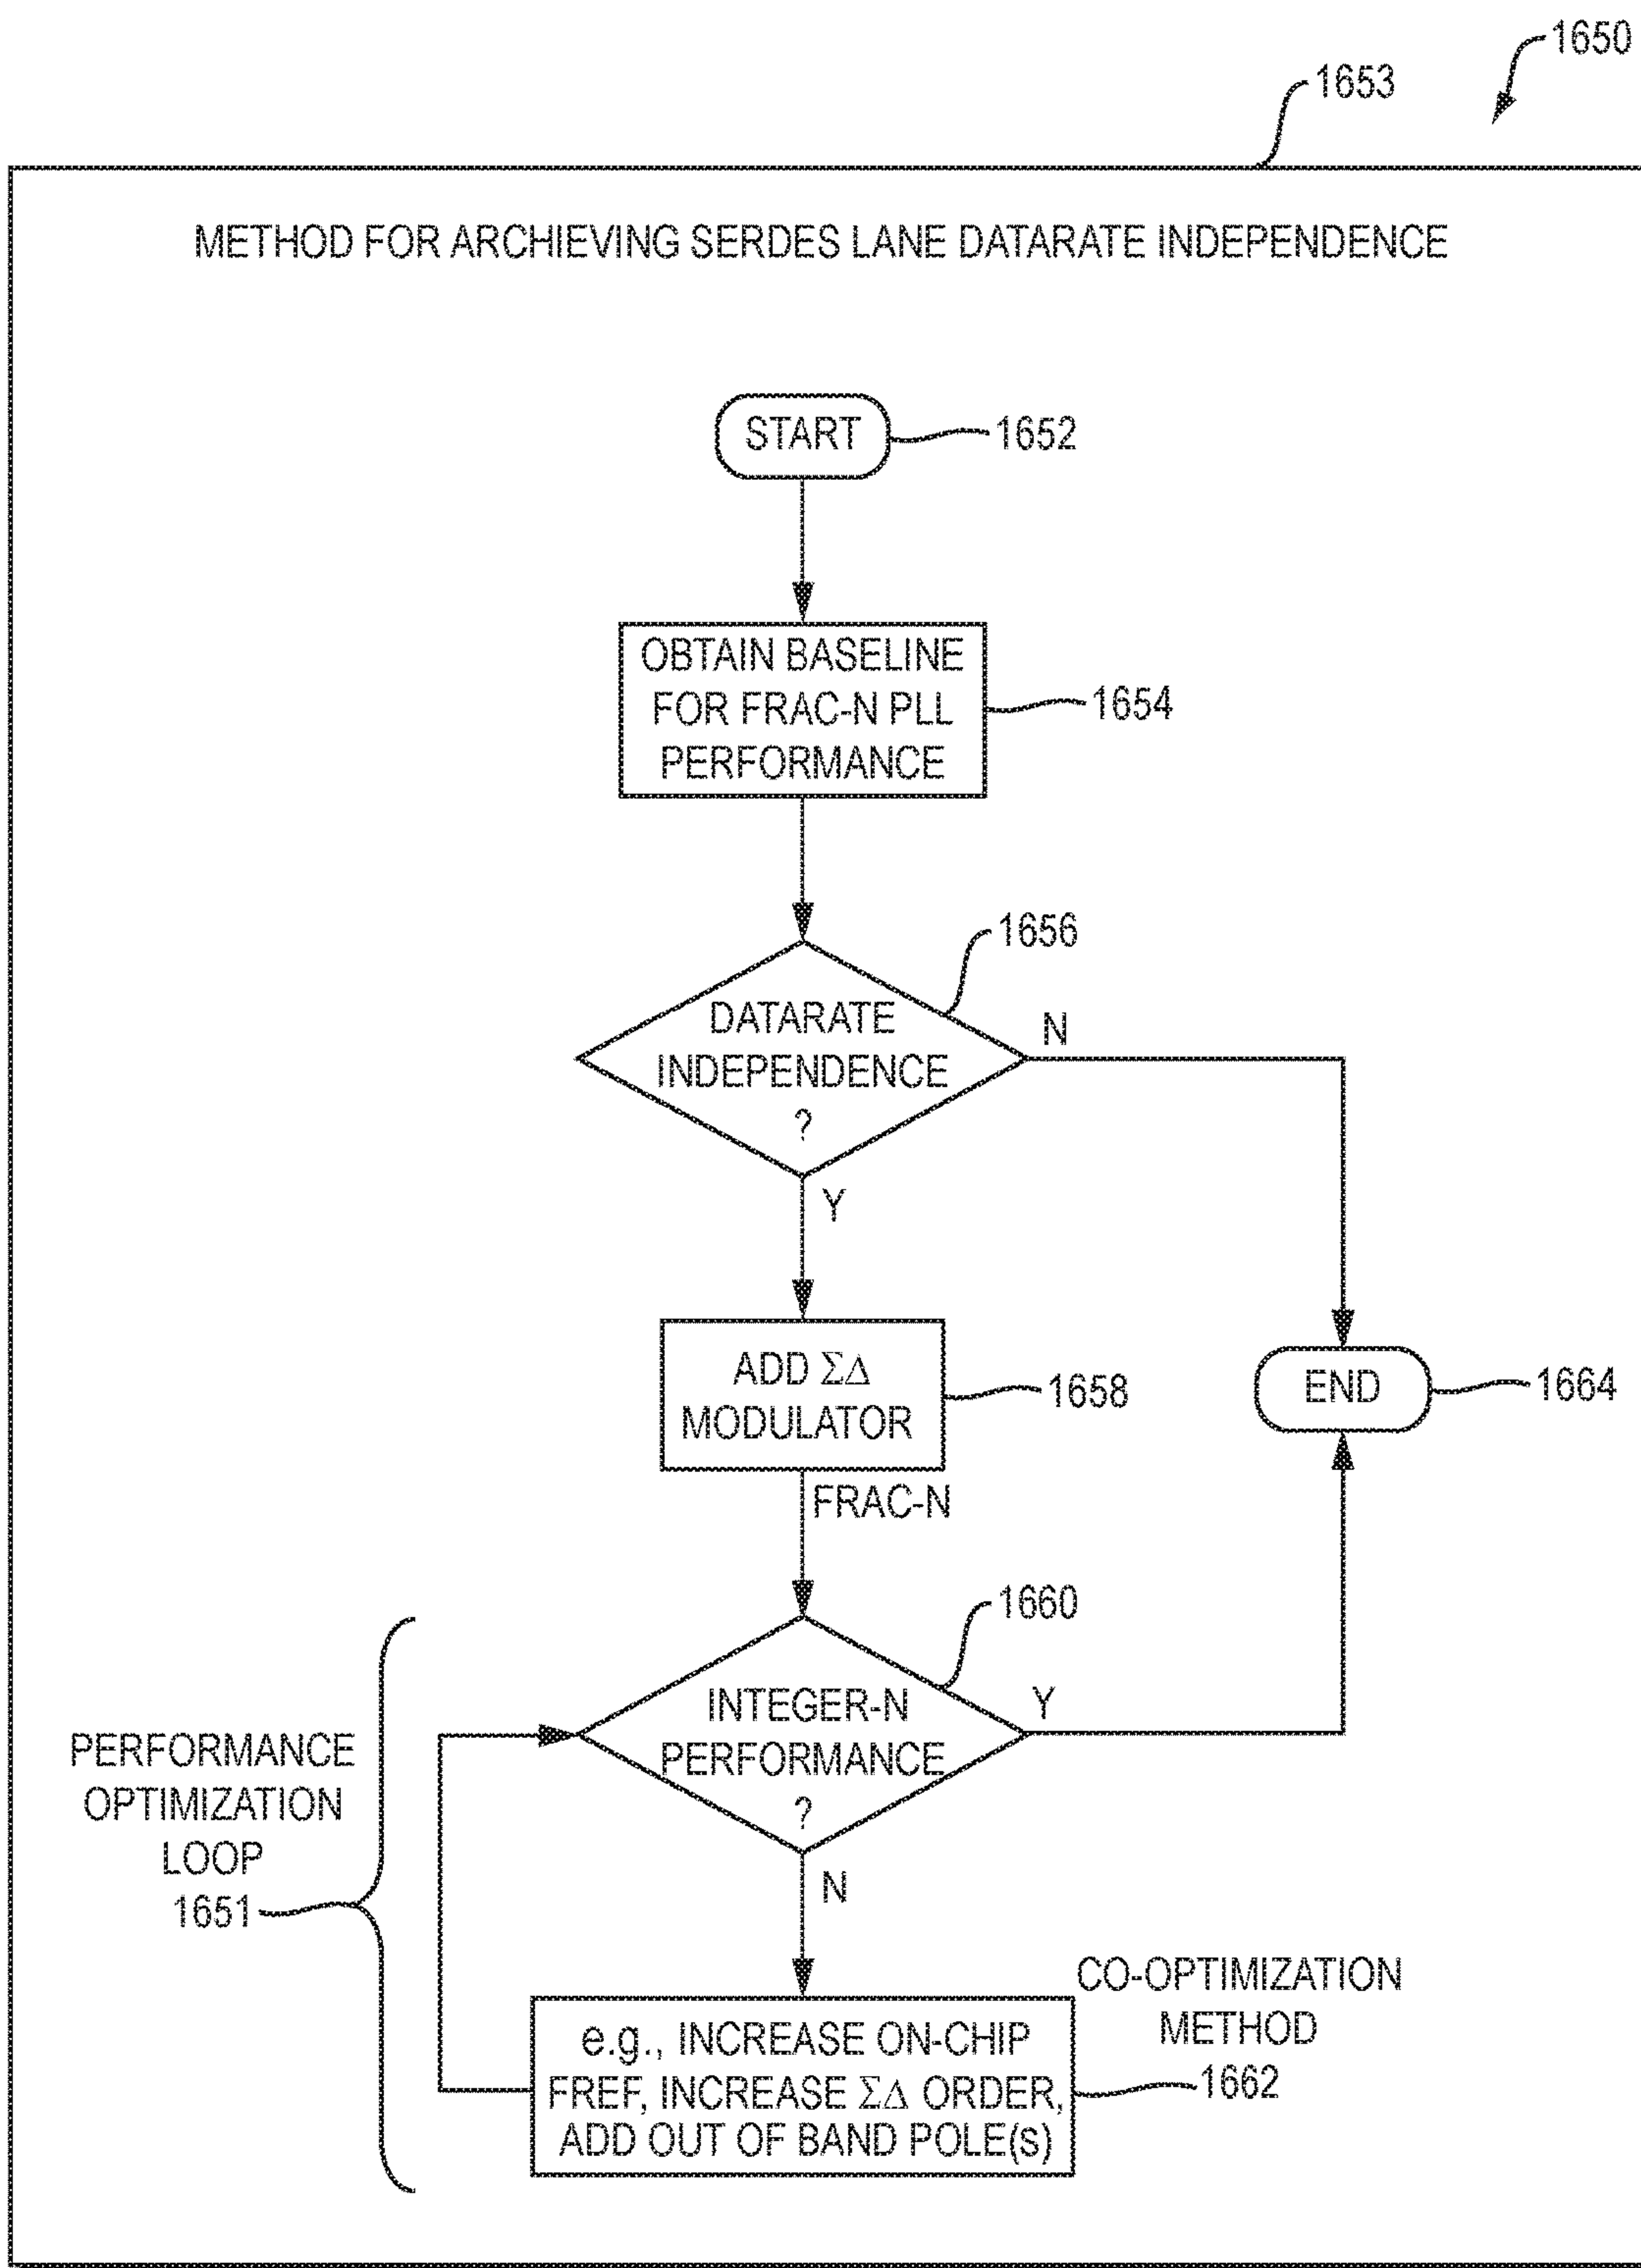 1650
1653
METHOD FOR ARCHIEVING SERDES LANE DATARATE INDEPENDENCE
START
1652
OBTAIN BASELINE
FOR FRAC-N PLL
PERFORMANCE
1654
1656
DATARATE
INDEPENDENCE
?
N
Y
ADD ΣΔ
MODULATOR
1658
END
1664
FRAC-N
1660
INTEGER-N
PERFORMANCE
?
Y
N
PERFORMANCE
OPTIMIZATION
LOOP
1651
CO-OPTIMIZATION
METHOD
1662
e.g., INCREASE ON-CHIP
FREF, INCREASE ΣΔ ORDER,
ADD OUT OF BAND POLE(s)